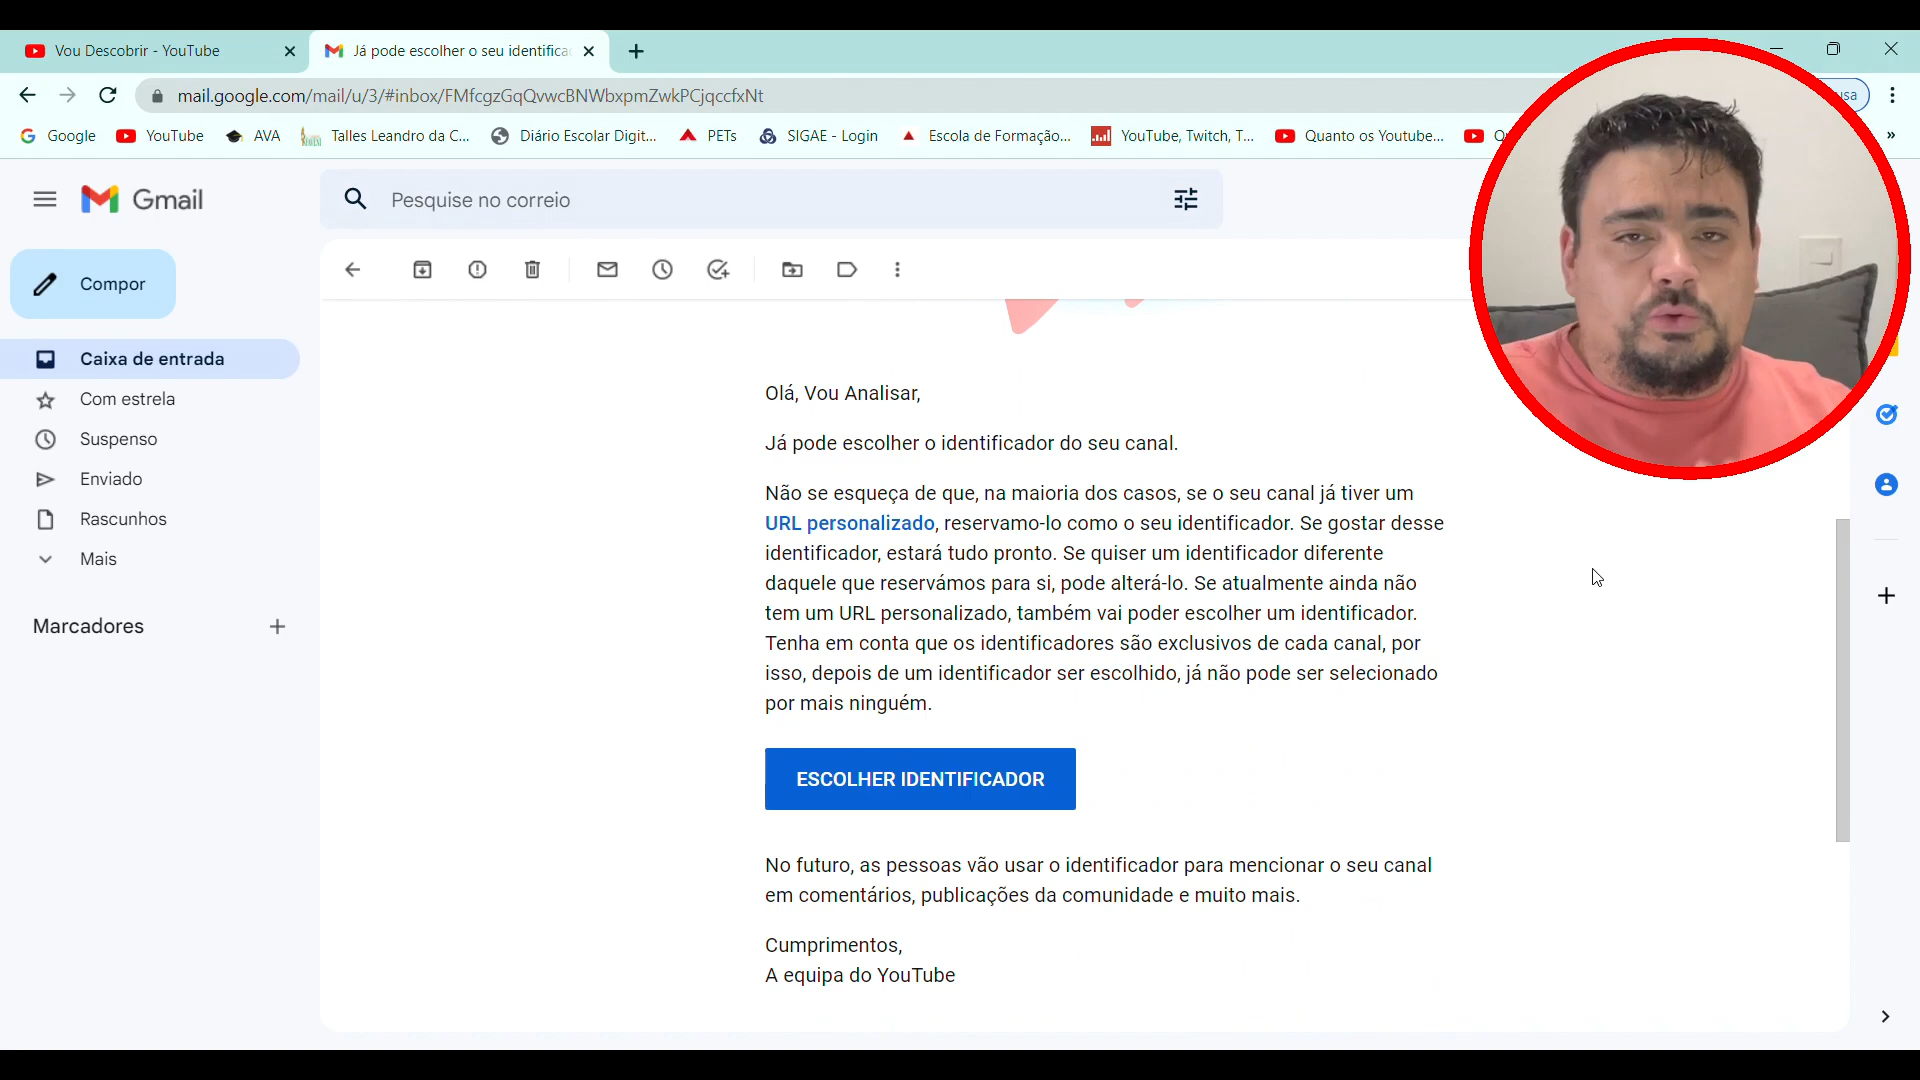 Vou Descobrir - YouTube
Já pode escolher o seu identifica
mail.google.com/mail/u/3/#inbox/FMfcgzGqQvwcBNWbxpmZwkPCjqccfxNt
usa
Google
YouTube
AVA
Talles Leandro da C...
Diário Escolar Digit...
PETs
SIGAE - Login
Escola de Formação...
YouTube, Twitch, T...
Quanto os Youtube...
»
Gmail
Pesquise no correio
Compor
Caixa de entrada
Com estrela
Suspenso
Enviado
Rascunhos
Mais
Marcadores
Olá, Vou Analisar,
Já pode escolher o identificador do seu canal.
Não se esqueça de que, na maioria dos casos, se o seu canal já tiver um
URL personalizado, reservamo-lo como o seu identificador. Se gostar desse
identificador, estará tudo pronto. Se quiser um identificador diferente
daquele que reservámos para si, pode alterá-lo. Se atualmente ainda não
tem um URL personalizado, também vai poder escolher um identificador.
Tenha em conta que os identificadores são exclusivos de cada canal, por
isso, depois de um identificador ser escolhido, já não pode ser selecionado
por mais ninguém.
ESCOLHER IDENTIFICADOR
No futuro, as pessoas vão usar o identificador para mencionar o seu canal
em comentários, publicações da comunidade e muito mais.
Cumprimentos,
A equipa do YouTube